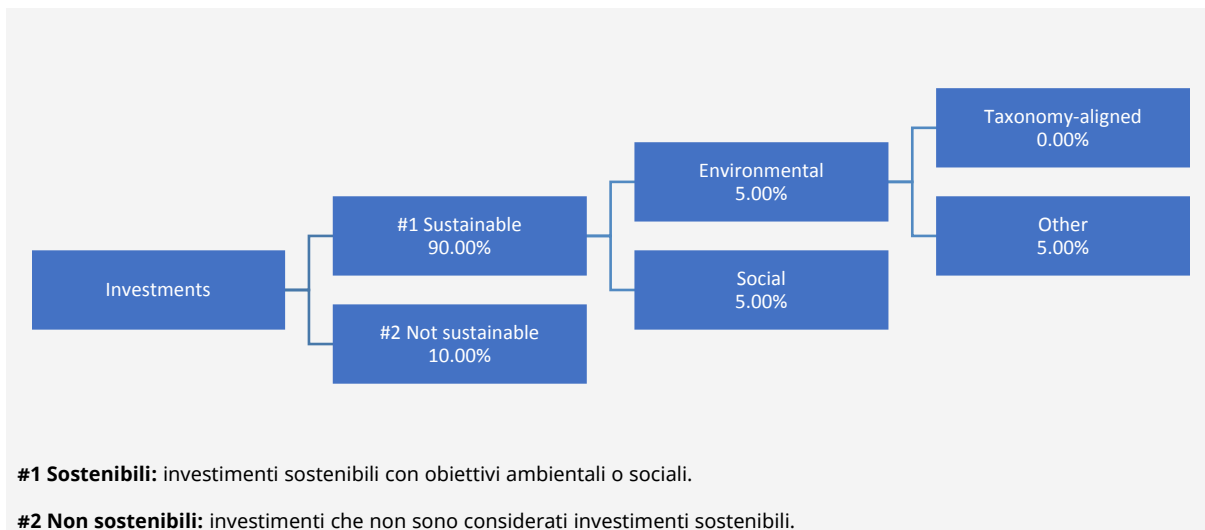 Investments
#1 Sustainable
90.00%
#2 Not sustainable
10.00%
Environmental
5.00%
Social
5.00%
Taxonomy-aligned
0.00%
Other
5.00%
#1 Sostenibili: investimenti sostenibili con obiettivi ambientali o sociali.
#2 Non sostenibili: investimenti che non sono considerati investimenti sostenibili.